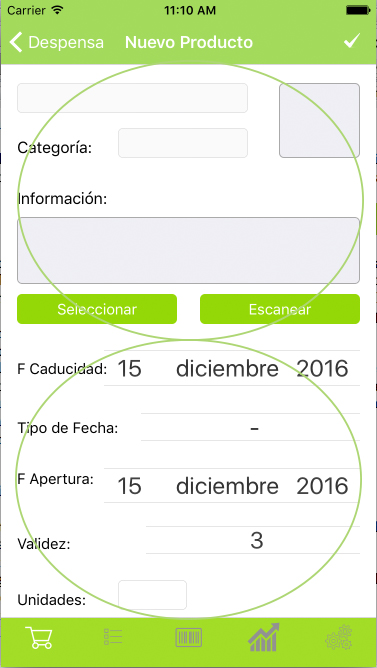 Carrier 11:10 AM
Despensa Nuevo Producto
Categoría:
Información:
Seleccionar Escanear
F Caducidad: 15 diciembre 2016
Tipo de Fecha: -
F Apertura: 15 diciembre 2016
Validez: 3
Unidades: